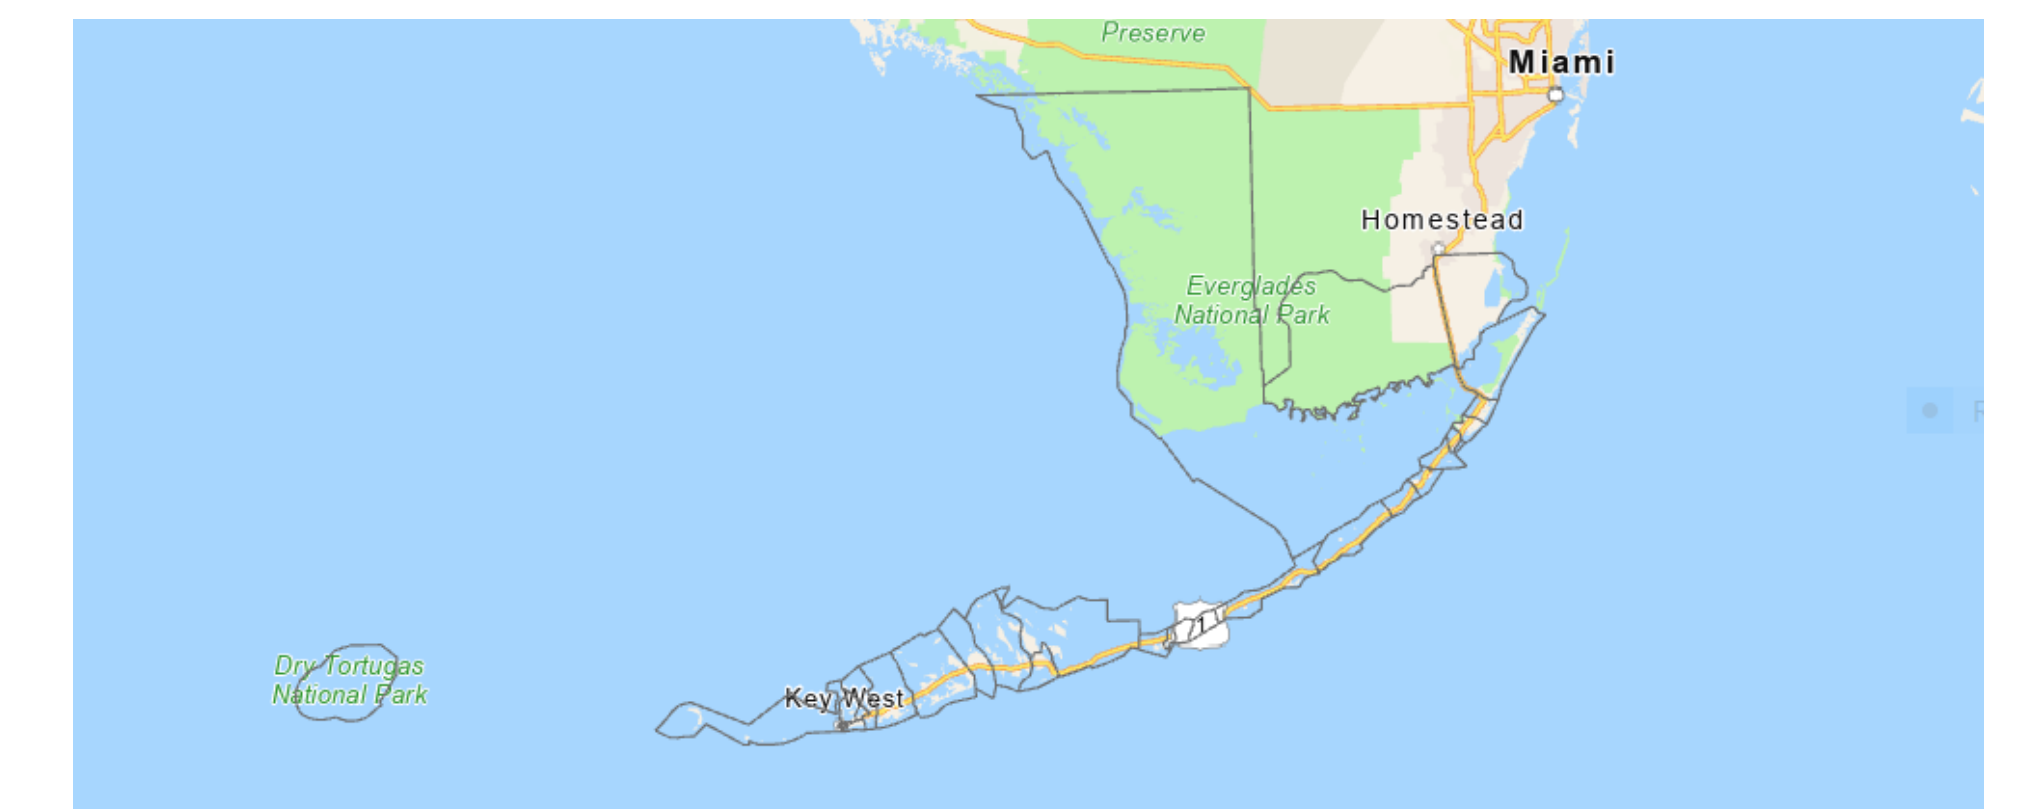 Preserve
Miami
Homestead
Everglades
National Park
1
Dry Tortugas
National Park
Key West
R